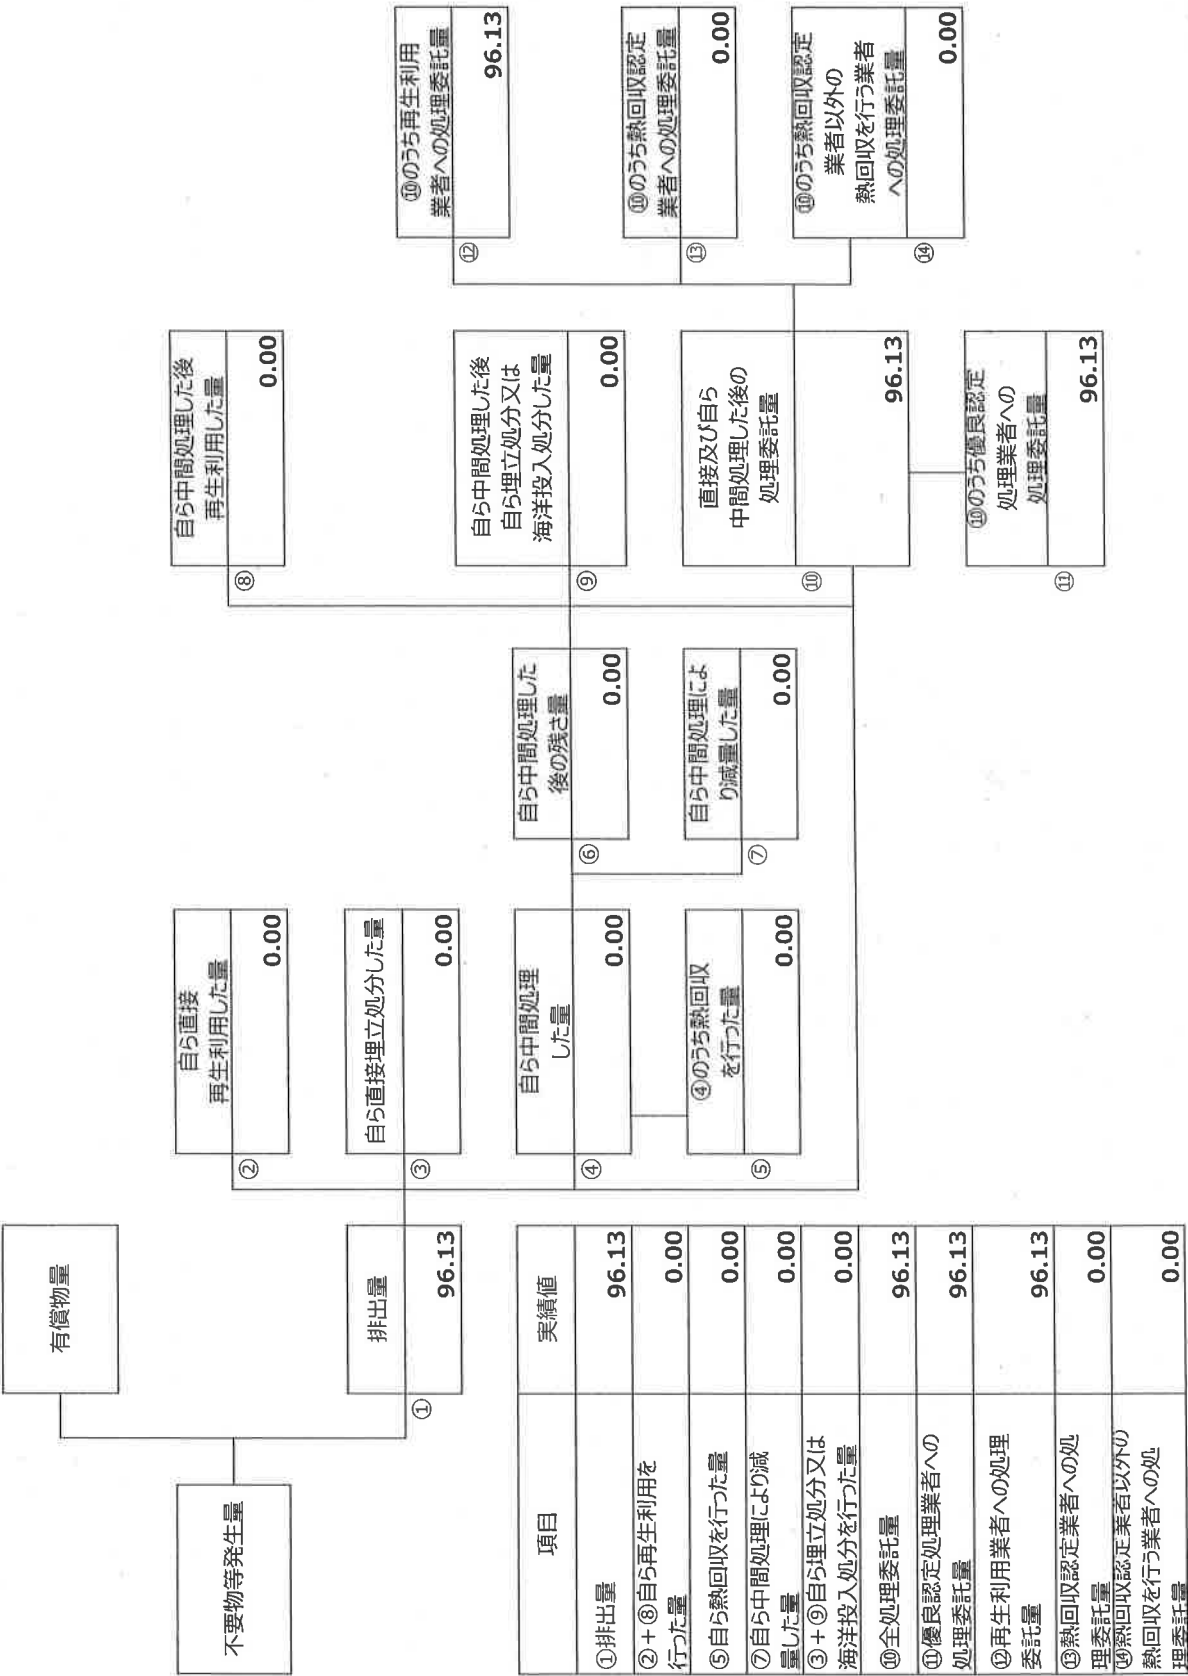 不要物等発生量
有償物量
排出量
①
96.13
自ら直接
再生利用した量
②
0.00
自ら直接埋立処分した量
③
0.00
自ら中間処理
した量
④
0.00
④のうち熱回収
を行った量
⑤
0.00
自ら中間処理した
後の残さ量
⑥
0.00
自ら中間処理によ
り減量した量
⑦
0.00
自ら中間処理した後
再生利用した量
⑧
0.00
自ら中間処理した後
自ら埋立処分又は
海洋投入処分した量
⑨
0.00
直接及び自ら
中間処理した後の
処理委託量
⑩
96.13
⑩のうち優良認定
処理業者への
処理委託量
⑪
96.13
⑩のうち再生利用
業者への処理委託量
⑫
96.13
⑩のうち熱回収認定
業者への処理委託量
⑬
0.00
⑩のうち熱回収認定
業者以外の
熱回収を行う業者
への処理委託量
⑭
0.00
項目 実績値
①排出量 96.13
②+⑧自ら再生利用を
行った量 0.00
⑤自ら熱回収を行った量 0.00
⑦自ら中間処理により減
量した量 0.00
③+⑨自ら埋立処分又は
海洋投入処分を行った量 0.00
⑩全処理委託量 96.13
⑪優良認定処理業者への
処理委託量 96.13
⑫再生利用業者への処理
委託量 96.13
⑬熱回収認定業者への処
理委託量 0.00
⑭熱回収認定業者以外の
熱回収を行う業者への処
理委託量 0.00